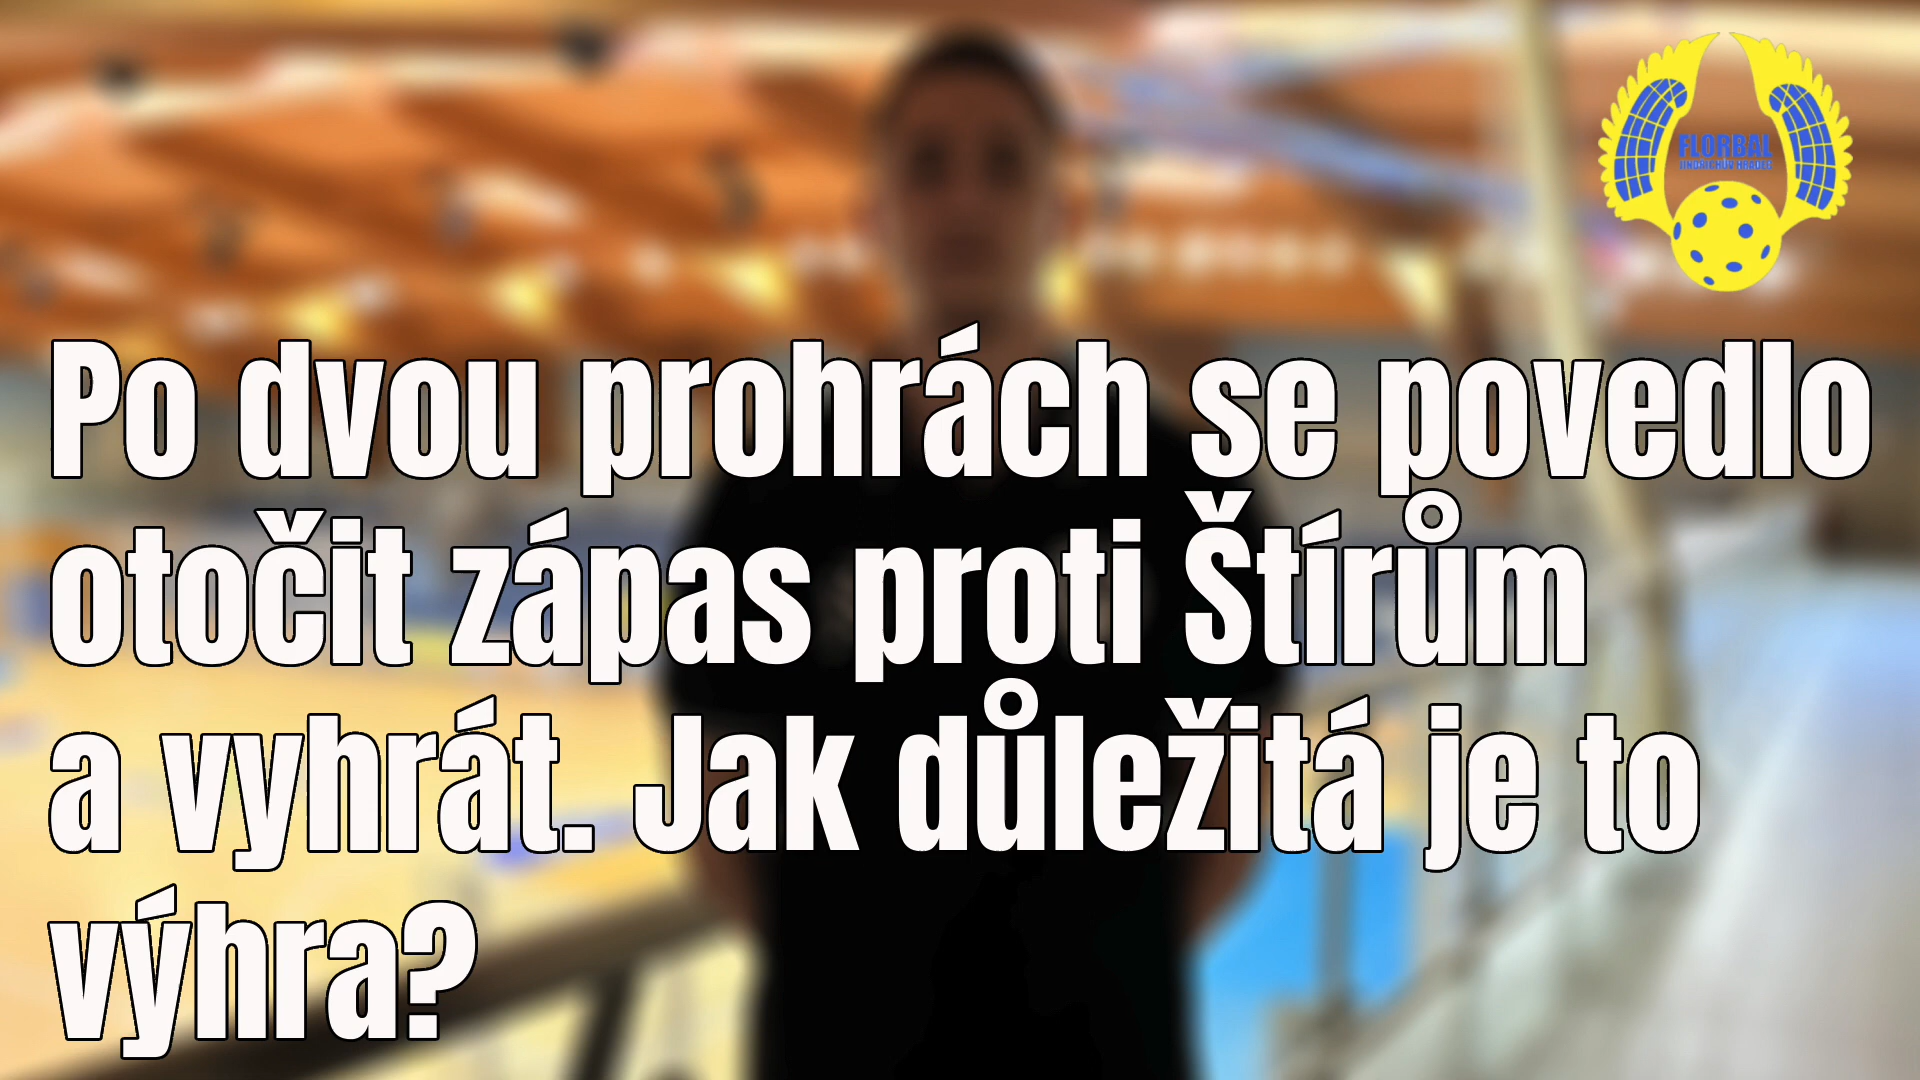 FLORBAL
Po dvou prohrách se povedlo
otočit zápas proti Štírům
a vyhrát. Jak důležitá je to
výhra?